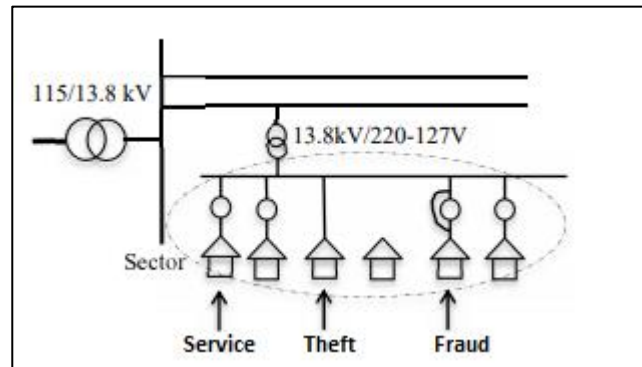 115/13.8 kV
13.8kV/220-127V
Sector
Service
Theft
Fraud